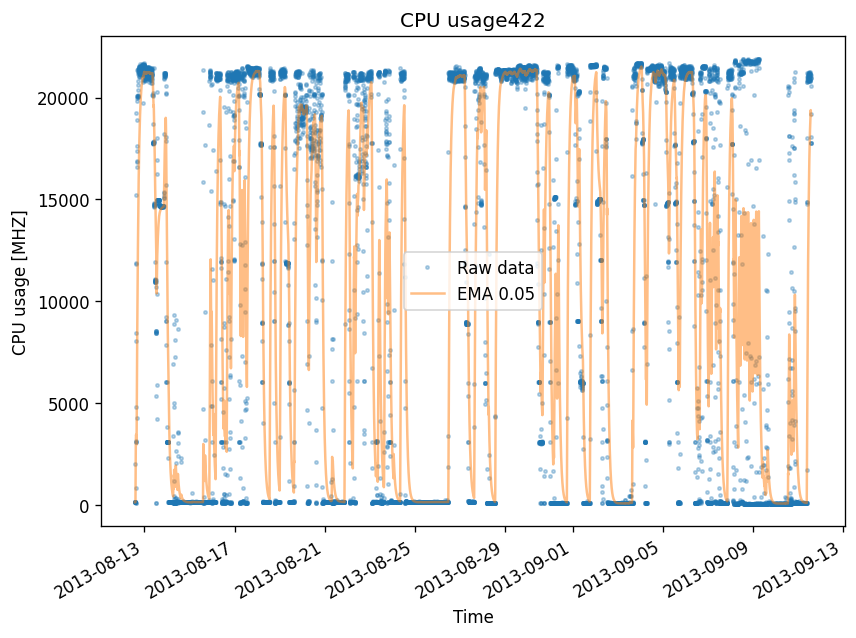 CPU usage422
CPU usage [MHZ]
20000
15000
10000
5000
0
Raw data
EMA 0.05
2013-08-13
2013-08-17
2013-08-21
2013-08-25
2013-08-29
2013-09-01
2013-09-05
2013-09-09
2013-09-13
Time